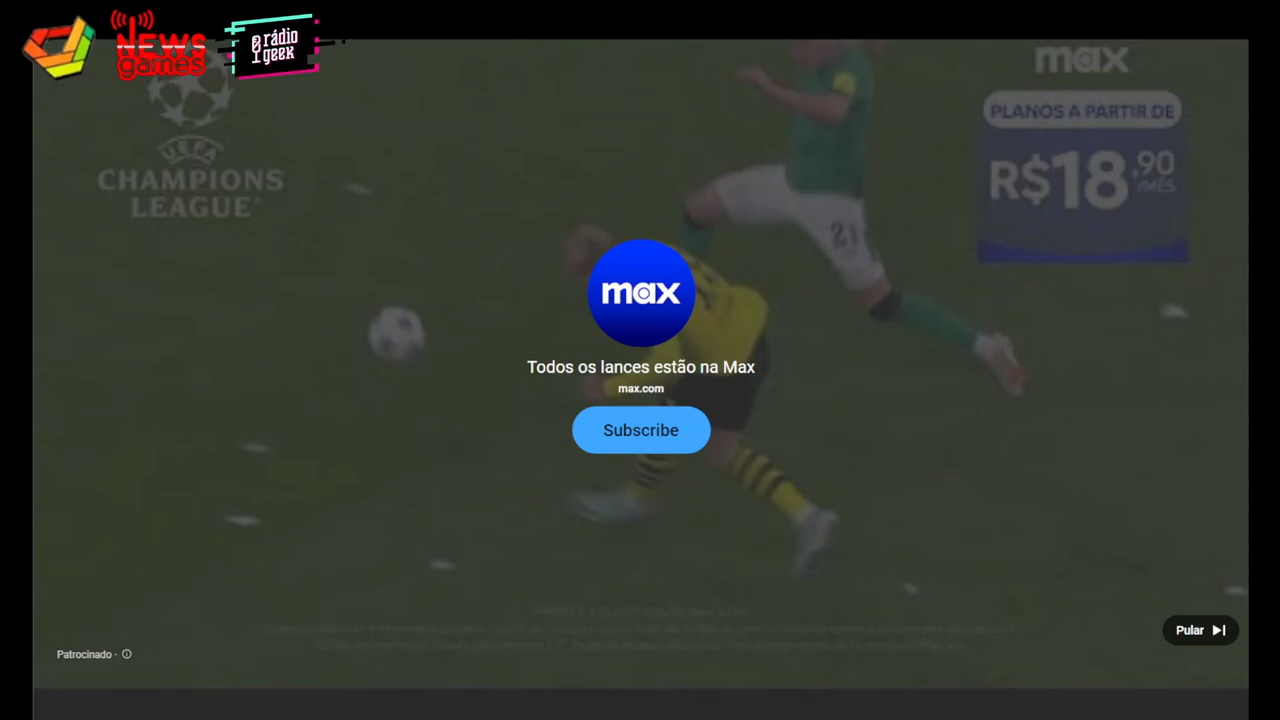 NEWS
games
rádio
geek
max
PLANOS A PARTIR DE
R$18,90
/MÊS
UEFA
CHAMPIONS
LEAGUE
21
max
Todos os lances estão na Max
max.com
Subscribe
Pular
Patrocinado